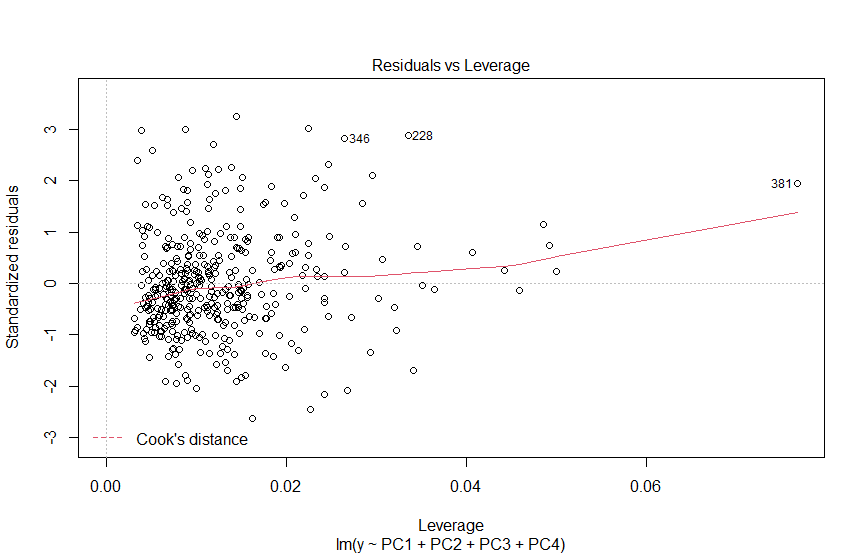 Residuals vs Leverage
Standardized residuals
3
2
1
0
-1
-2
-3
346
228
381
Cook's distance
0.00 0.02 0.04 0.06
Leverage
lm(y ~ PC1 + PC2 + PC3 + PC4)